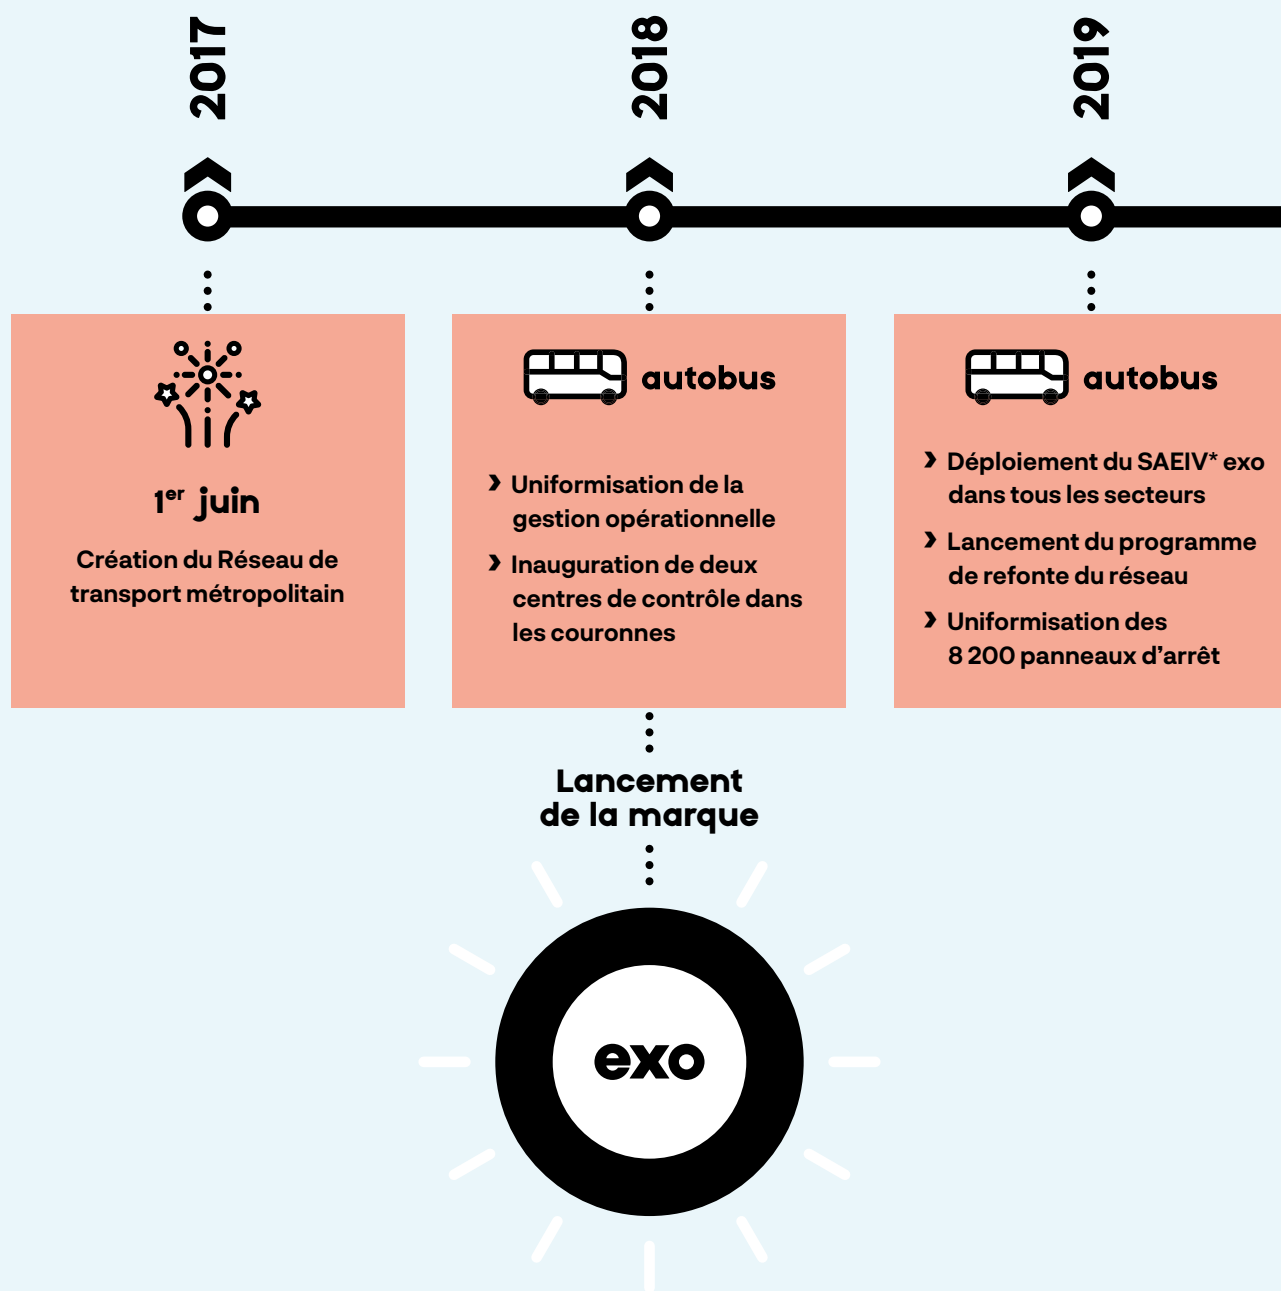 2017
2018
2019
1er juin
Création du Réseau de
transport métropolitain
autobus
› Uniformisation de la
gestion opérationnelle
› Inauguration de deux
centres de contrôle dans
les couronnes
autobus
› Déploiement du SAEIV* exo
dans tous les secteurs
› Lancement du programme
de refonte du réseau
› Uniformisation des
8 200 panneaux d’arrêt
Lancement
de la marque
exo